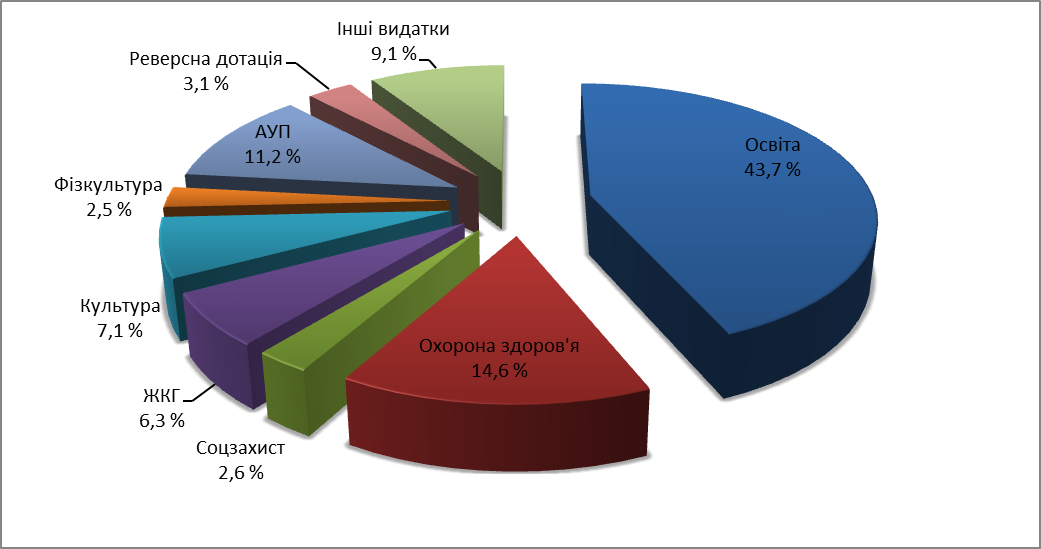 Інші видатки
9,1 %
Реверсна дотація
3,1 %
АУП
11,2 %
Освіта
43,7 %
Фізкультура
2,5 %
Культура
7,1 %
Охорона здоров'я
14,6 %
ЖКГ
6,3 %
Соцзахист
2,6 %